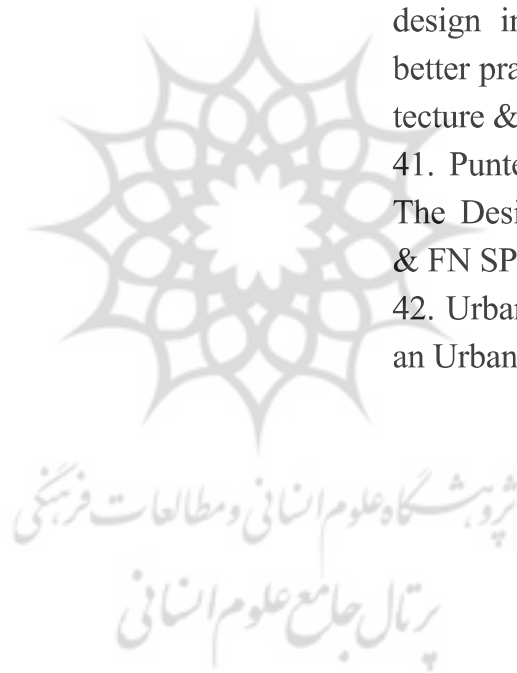 design in
better pra
tecture &
41. Punte
The Desi
& FN SP
42. Urban
an Urban
پژوهشگاه علوم انسانی و مطالعات فرهنگی
پرتال جامع علوم انسانی